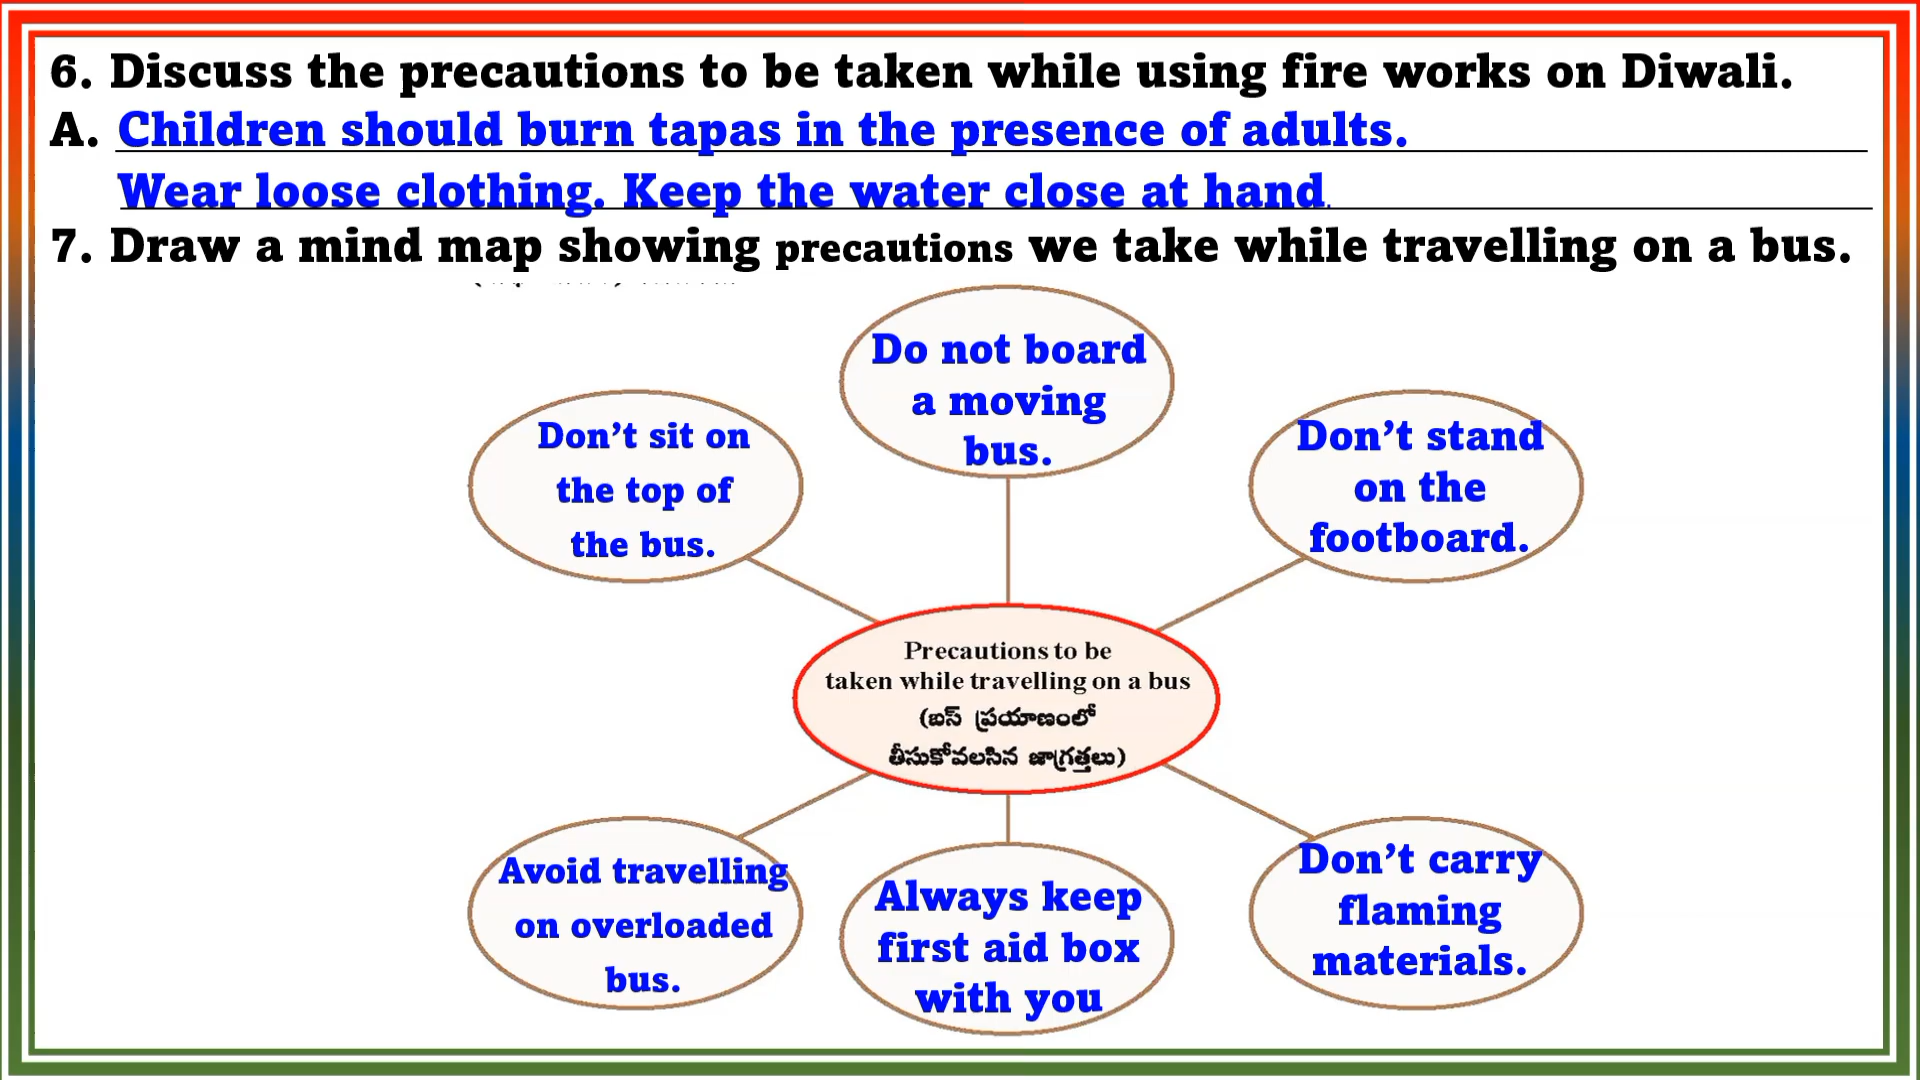 6. Discuss the precautions to be taken while using fire works on Diwali.
A. Children should burn tapas in the presence of adults.
Wear loose clothing. Keep the water close at hand.
7. Draw a mind map showing precautions we take while travelling on a bus.
Do not board
a moving
bus.
Don't sit on
the top of
the bus.
Don't stand
on the
footboard.
Precautions to be
taken while travelling on a bus
(బస్ ప్రయాణంలో
తీసుకోవలసిన జాగ్రత్తలు)
Avoid travelling
on overloaded
bus.
Always keep
first aid box
with you
Don't carry
flaming
materials.